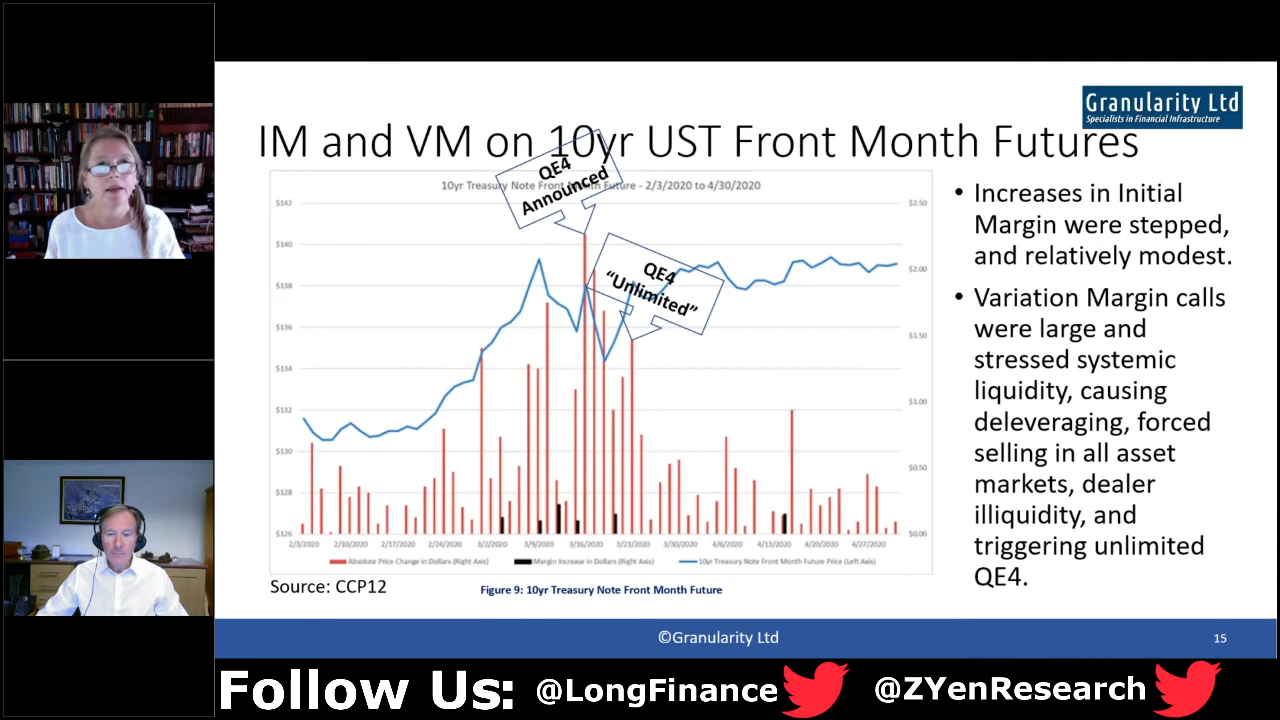 Granularity Ltd
Specialists in Financial Infrastructure
IM and VM on 10yr UST Front Month Futures
10yr Treasury Note Front Month Future - 2/3/2020 to 4/30/2020
QE4
Announced
QE4
“Unlimited”
$142
$140
$138
$136
$134
$132
$130
$128
$126
$2.50
$2.00
$1.50
$1.00
$0.50
$0.00
2/3/2020 2/10/2020 2/17/2020 2/24/2020 3/2/2020 3/9/2020 3/16/2020 3/23/2020 3/30/2020 4/6/2020 4/13/2020 4/20/2020 4/27/2020
Absolute Price Change in Dollars (Right Axis) Margin Increase in Dollars (Right Axis) 10yr Treasury Note Front Month Future Price (Left Axis)
Source: CCP12
Figure 9: 10yr Treasury Note Front Month Future
• Increases in Initial
Margin were stepped,
and relatively modest.
• Variation Margin calls
were large and
stressed systemic
liquidity, causing
deleveraging, forced
selling in all asset
markets, dealer
illiquidity, and
triggering unlimited
QE4.
©Granularity Ltd
15
Follow Us: @LongFinance @ZYenResearch